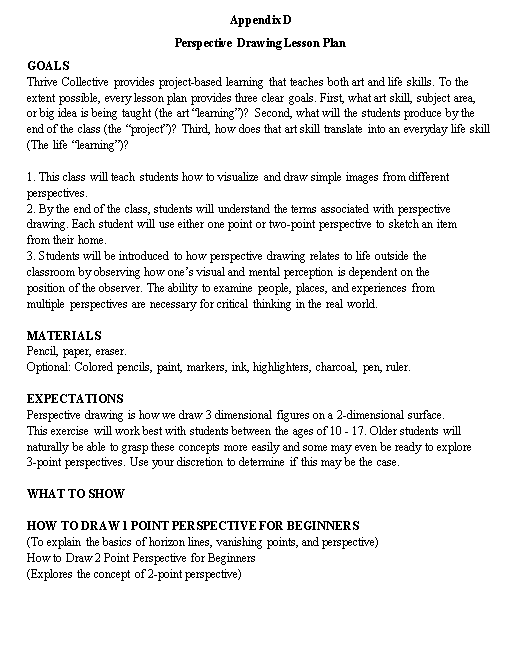 Appendix D
Perspective Drawing Lesson Plan
GOALS
Thrive Collective provides project-based learning that teaches both art and life skills. To the
extent possible, every lesson plan provides three clear goals. First, what art skill, subject area,
or big idea is being taught (the art “learning”)? Second, what will the students produce by the
end of the class (the “project”)? Third, how does that art skill translate into an everyday life skill
(The life “learning”)?
1. This class will teach students how to visualize and draw simple images from different
perspectives.
2. By the end of the class, students will understand the terms associated with perspective
drawing. Each student will use either one point or two-point perspective to sketch an item
from their home.
3. Students will be introduced to how perspective drawing relates to life outside the
classroom by observing how one’s visual and mental perception is dependent on the
position of the observer. The ability to examine people, places, and experiences from
multiple perspectives are necessary for critical thinking in the real world.
MATERIALS
Pencil, paper, eraser.
Optional: Colored pencils, paint, markers, ink, highlighters, charcoal, pen, ruler.
EXPECTATIONS
Perspective drawing is how we draw 3 dimensional figures on a 2-dimensional surface.
This exercise will work best with students between the ages of 10 - 17. Older students will
naturally be able to grasp these concepts more easily and some may even be ready to explore
3-point perspectives. Use your discretion to determine if this may be the case.
WHAT TO SHOW
HOW TO DRAW 1 POINT PERSPECTIVE FOR BEGINNERS
(To explain the basics of horizon lines, vanishing points, and perspective)
How to Draw 2 Point Perspective for Beginners
(Explores the concept of 2-point perspective)